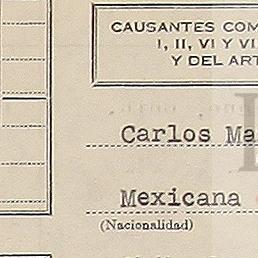 CAUSANTES COM
I, II, VI Y VI
Y DEL ART
Carlos Ma
Mexicana
(Nacionalidad)